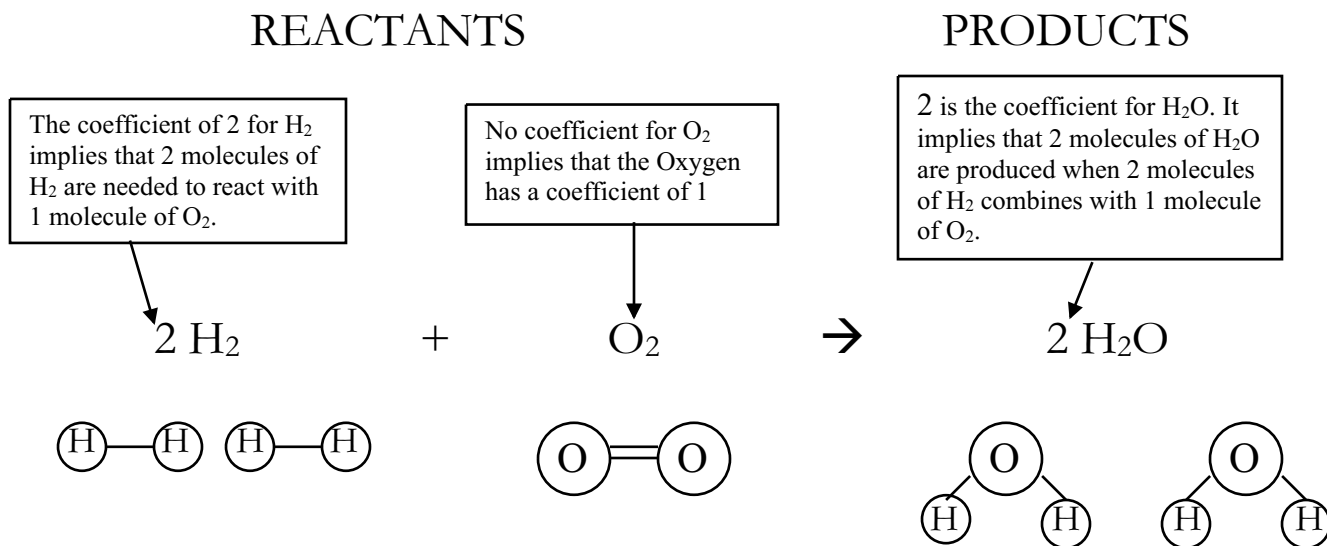 REACTANTS PRODUCTS
The coefficient of 2 for H₂
implies that 2 molecules of
H₂ are needed to react with
1 molecule of O₂.
No coefficient for O₂
implies that the Oxygen
has a coefficient of 1
2 is the coefficient for H₂O. It
implies that 2 molecules of H₂O
are produced when 2 molecules
of H₂ combines with 1 molecule
of O₂.
2 H₂ + O₂ → 2 H₂O
H H H H O O O O
H H H H